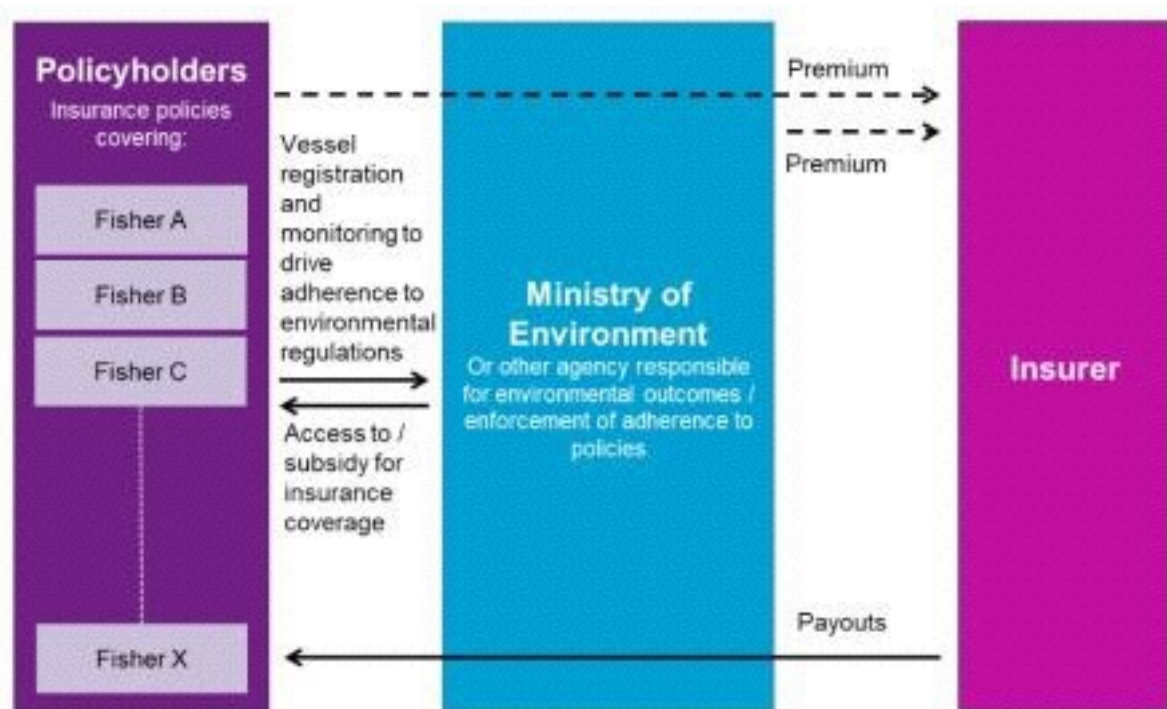 Policyholders
Insurance policies
covering:
Fisher A
Fisher B
Fisher C
Fisher X
Vessel
registration
and
monitoring to
drive
adherence to
environmental
regulations
Access to /
subsidy for
insurance
coverage
Ministry of
Environment
Or other agency responsible
for environmental outcomes /
enforcement of adherence to
policies
Premium
Premium
Payouts
Insurer